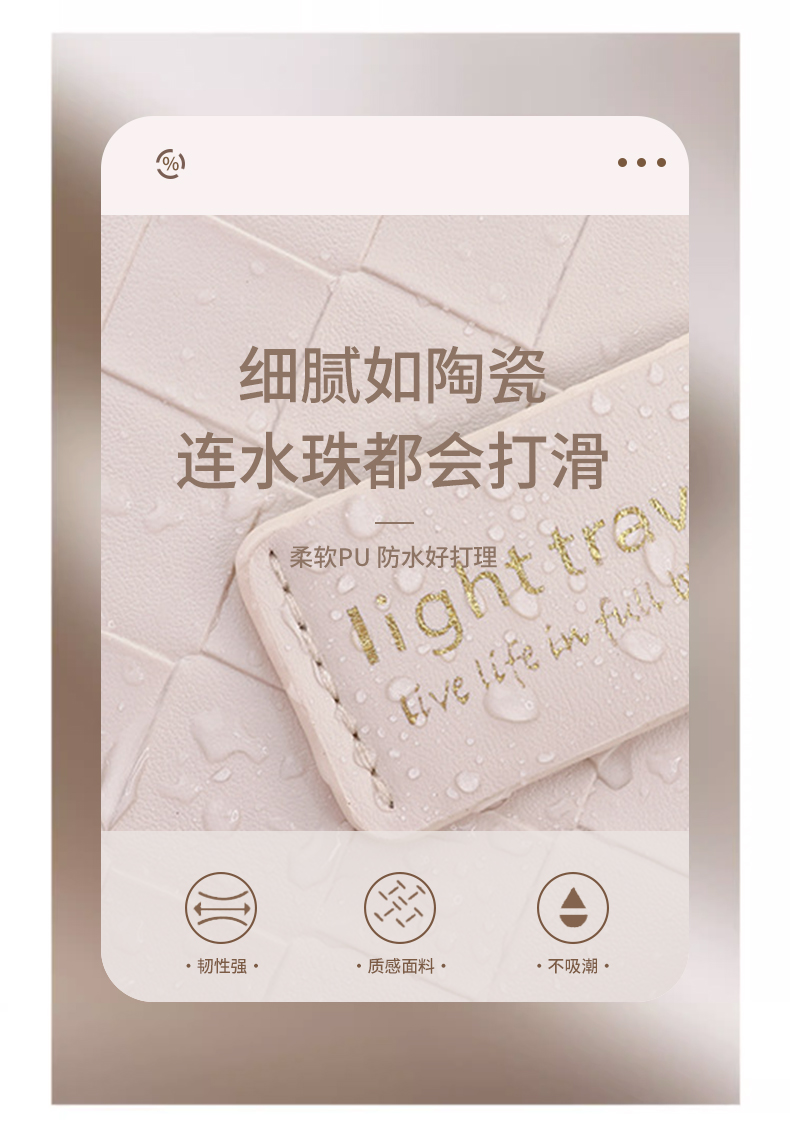 %
细腻如陶瓷
连水珠都会打滑
柔软PU 防水好打理
light trav
live life in full b
·韧性强·
·质感面料·
·不吸潮·